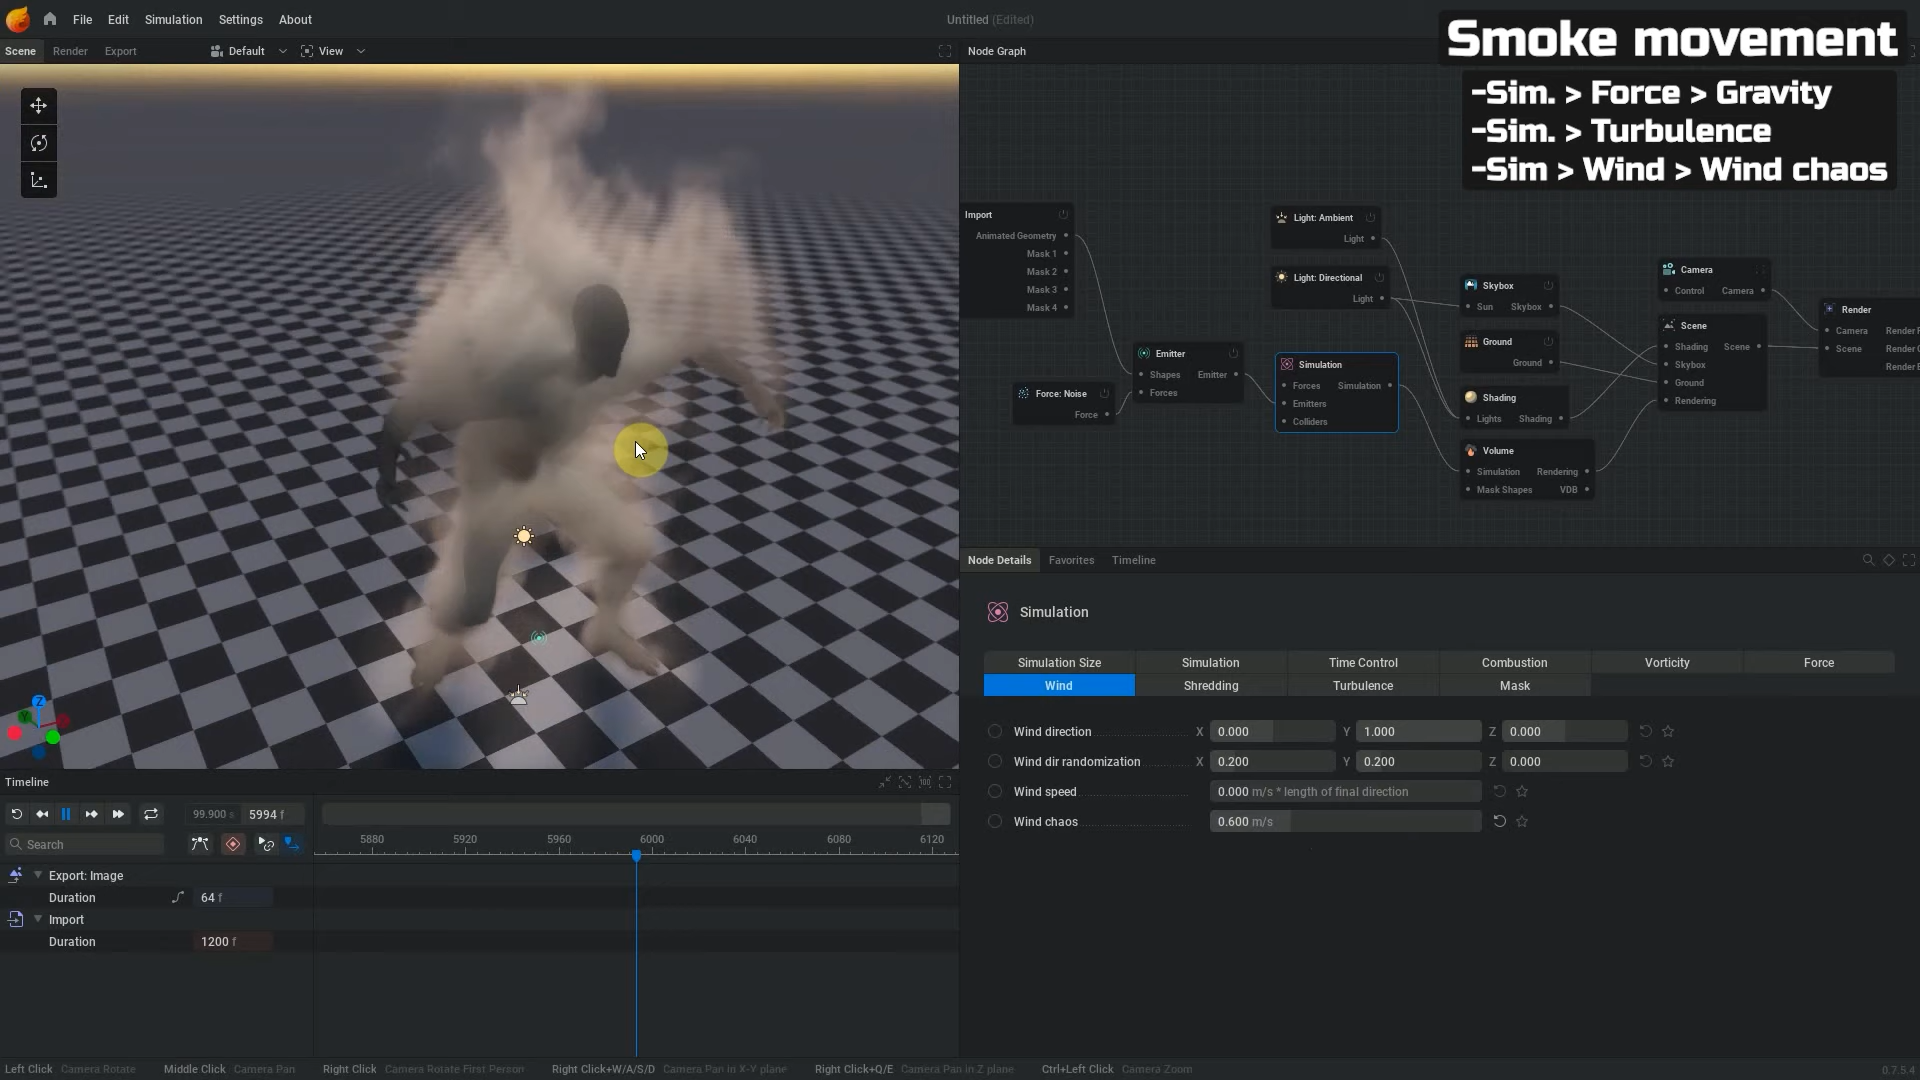 File Edit Simulation Settings About
Untitled (Edited)
Smoke movement
-Sim. > Force > Gravity
-Sim. > Turbulence
-Sim > Wind > Wind chaos
Scene Render Export Default View
Node Graph
Import
Animated Geometry
Mask 1
Mask 2
Mask 3
Mask 4
Force: Noise
Force
Emitter
Shapes Emitter
Forces
Light: Ambient
Light
Light: Directional
Light
Simulation
Forces Simulation
Emitters
Colliders
Skybox
Sun Skybox
Ground
Ground
Shading
Lights Shading
Volume
Simulation Rendering
Mask Shapes VDB
Camera
Control Camera
Scene
Shading Scene
Skybox
Ground
Rendering
Render
Camera
Scene
Z
Y
Node Details Favorites Timeline
Simulation
Simulation Size Simulation Time Control Combustion Vorticity Force
Wind Shredding Turbulence Mask
Wind direction X 0.000 Y 1.000 Z 0.000
Wind dir randomization X 0.200 Y 0.200 Z 0.000
Wind speed 0.000 m/s * length of final direction
Wind chaos 0.600 m/s
Timeline
99.900 s 5994 f
Search
5880 5920 5960 6000 6040 6080 6120
Export: Image
Duration 64 f
Import
Duration 1200 f
Left Click Camera Rotate Middle Click Camera Pan Right Click Camera Rotate First Person Right Click+W/A/S/D Camera Pan in X-Y plane Right Click+Q/E Camera Pan in Z plane Ctrl+Left Click Camera Zoom
0.7.5.4